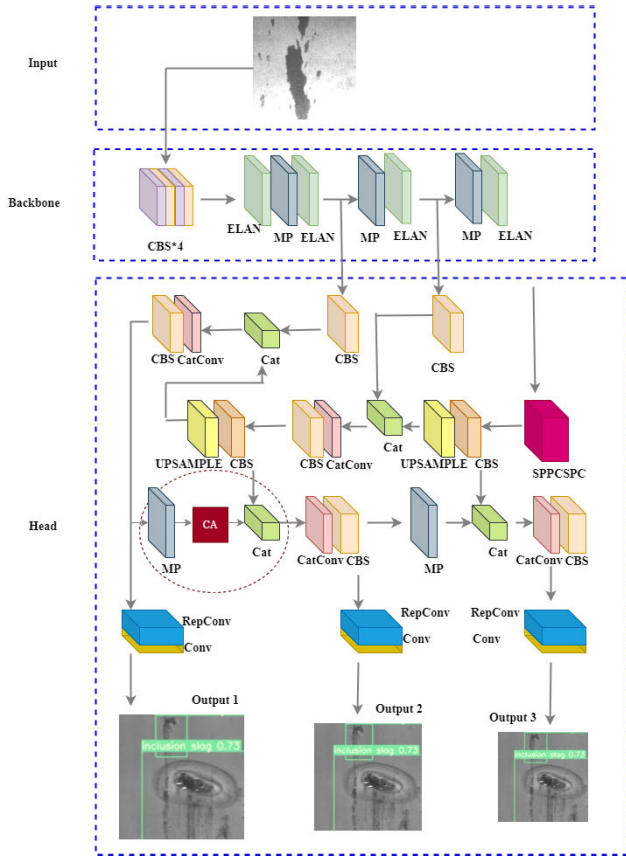 Input
Backbone
CBS*4
ELAN
MP
ELAN
MP
ELAN
MP
ELAN
CBS
CatConv
Cat
CBS
CBS
UPSAMPLE
CBS
CBS
CatConv
Cat
UPSAMPLE
CBS
SPPCSPC
Head
MP
CA
Cat
CatConv
CBS
MP
Cat
CatConv
CBS
RepConv
Conv
RepConv
Conv
RepConv
Conv
Output 1
Output 2
Output 3
inclusion slag 0.73
inclusion slag 0.73
inclusion slag 0.73